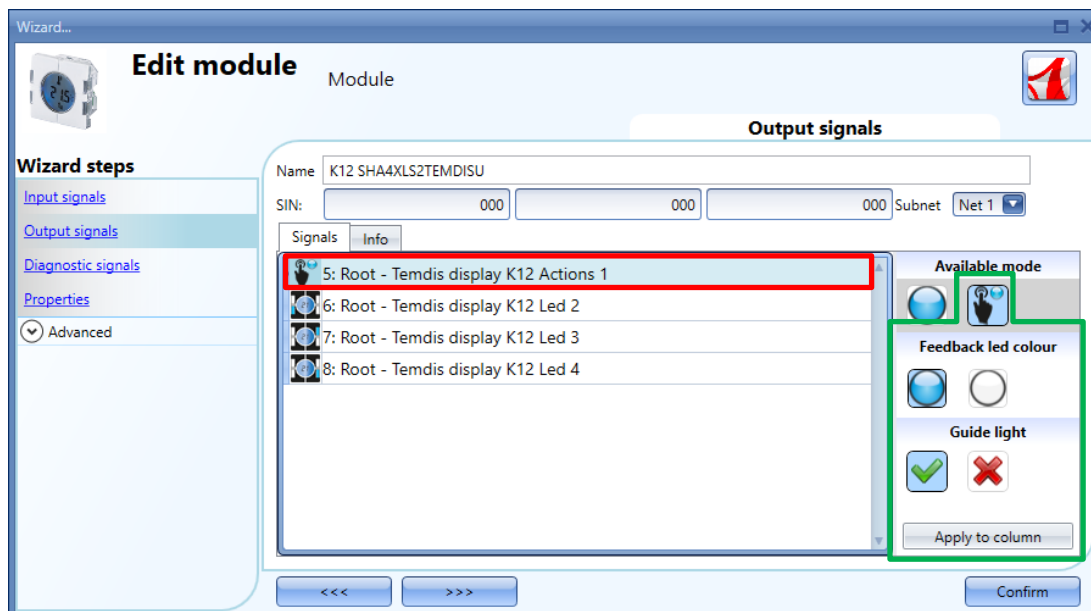 Wizard...
Edit module
Module
Output signals
Wizard steps
Input signals
Output signals
Diagnostic signals
Properties
Advanced
Name K12 SHA4XLS2TEMDISU
SIN: 000 000 000 Subnet Net 1
Signals Info
5: Root - Temdis display K12 Actions 1
6: Root - Temdis display K12 Led 2
7: Root - Temdis display K12 Led 3
8: Root - Temdis display K12 Led 4
Available mode
Feedback led colour
Guide light
Apply to column
<<< >>> Confirm